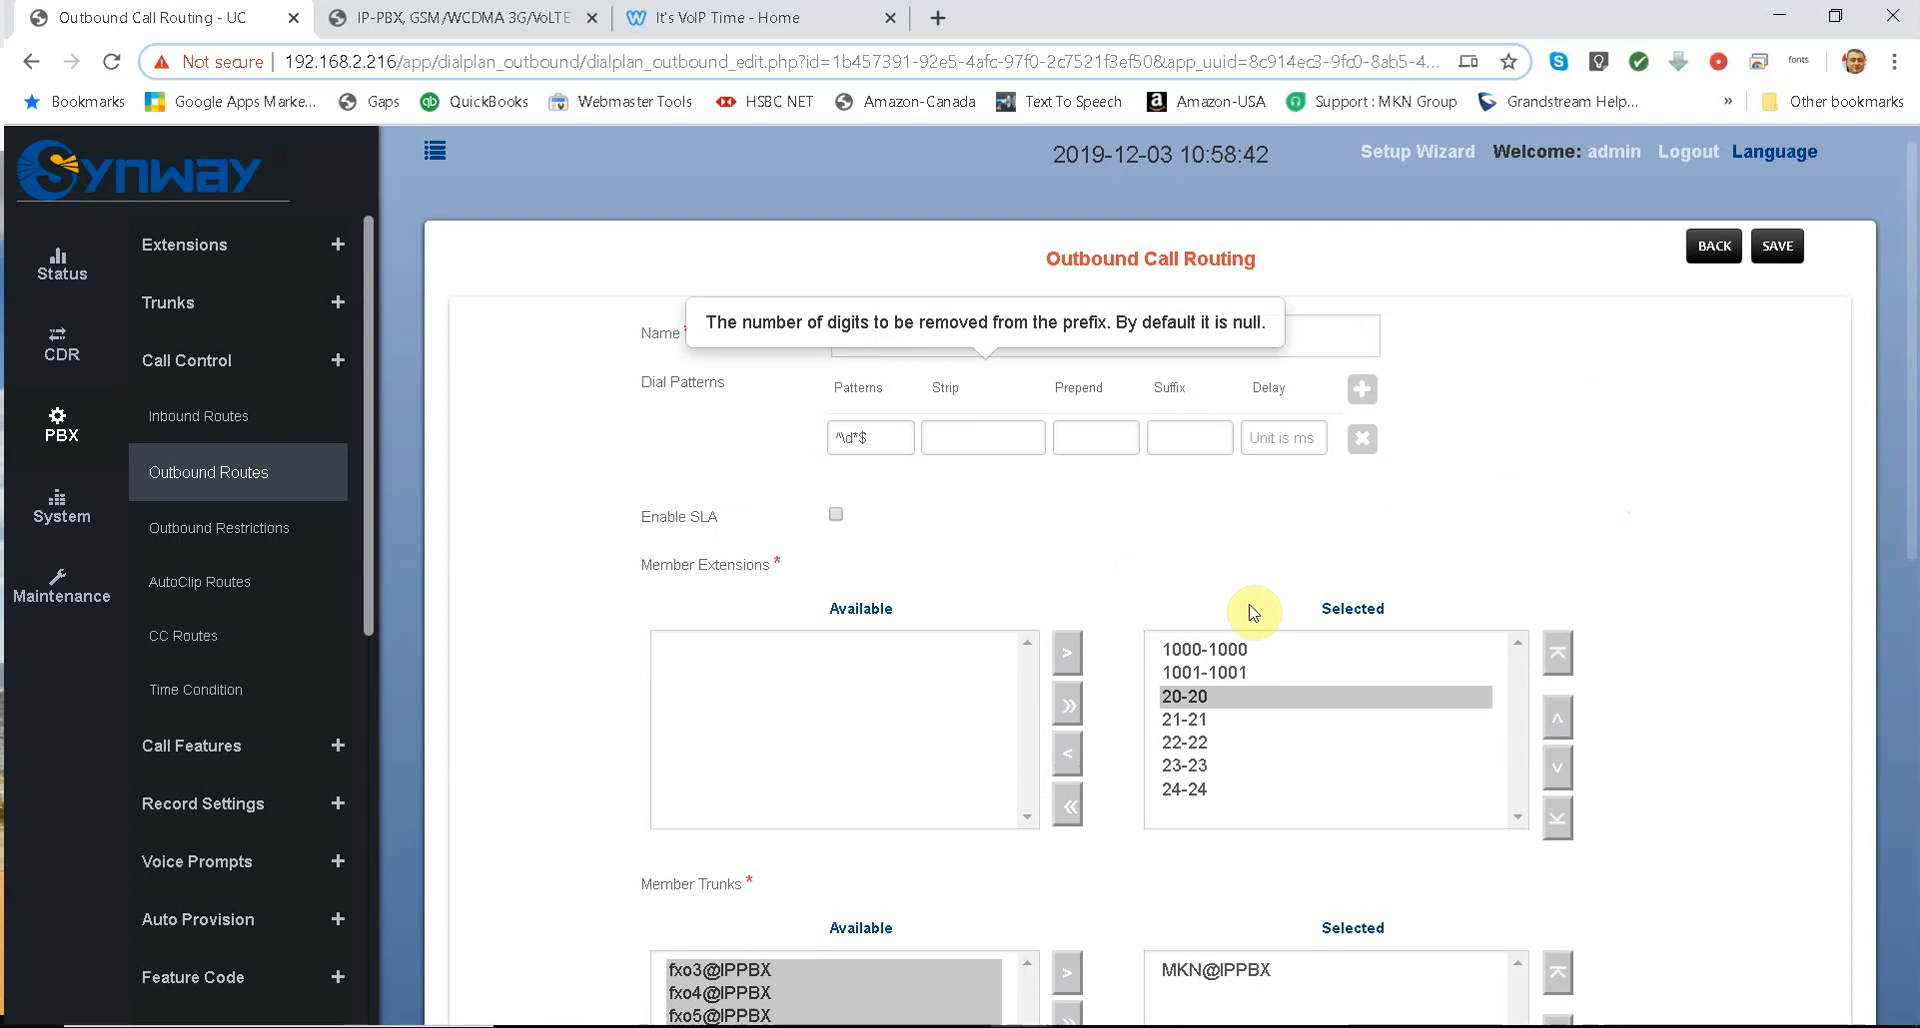 Outbound Call Routing - UC
IP-PBX, GSM/WCDMA 3G/VoLTE
It's VoIP Time - Home
Not secure
192.168.2.216/app/dialplan_outbound/dialplan_outbound_edit.php?id=1b457391-92e5-4afc-97f0-2c7521f3ef50&app_uuid=8c914ec3-9fc0-8ab5-4...
fonts
Bookmarks
Google Apps Marke...
Gaps
QuickBooks
Webmaster Tools
HSBC NET
Amazon-Canada
Text To Speech
Amazon-USA
Support : MKN Group
Grandstream Help...
»
Other bookmarks
Synway
2019-12-03 10:58:42
Setup Wizard
Welcome: admin
Logout
Language
Status
CDR
PBX
System
Maintenance
Extensions +
Trunks +
Call Control +
Inbound Routes
Outbound Routes
Outbound Restrictions
AutoClip Routes
CC Routes
Time Condition
Call Features +
Record Settings +
Voice Prompts +
Auto Provision +
Feature Code +
Outbound Call Routing
BACK
SAVE
Name *
The number of digits to be removed from the prefix. By default it is null.
Dial Patterns
Patterns
Strip
Prepend
Suffix
Delay
^\d*$
Unit is ms
Enable SLA
Member Extensions *
Available
Selected
1000-1000
1001-1001
20-20
21-21
22-22
23-23
24-24
Member Trunks *
Available
Selected
fxo3@IPPBX
fxo4@IPPBX
fxo5@IPPBX
MKN@IPPBX